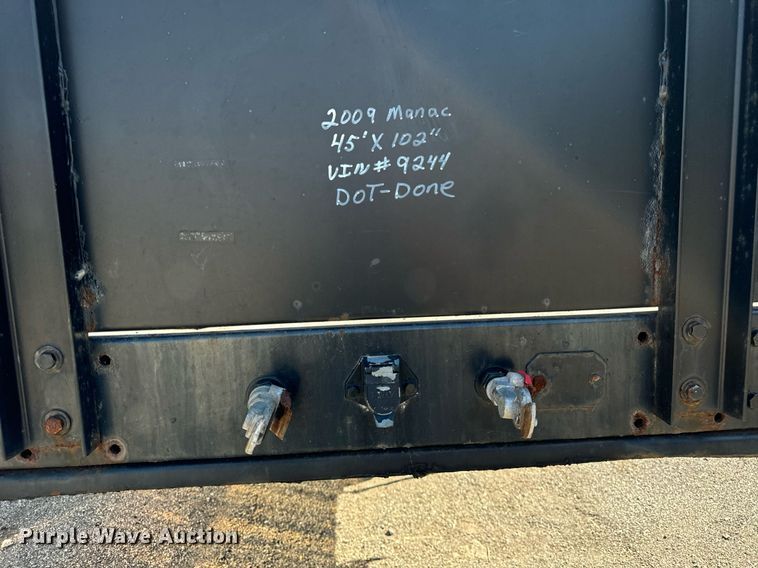 2009 Manac
45' X 102"
VIN# 9244
DOT-Done
Purple Wave Auction